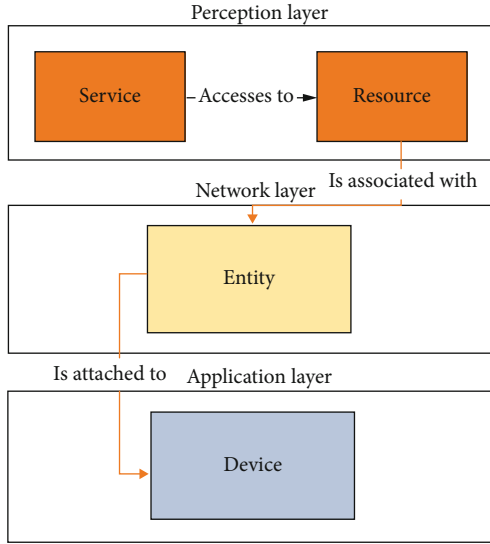 Perception layer
Service
Accesses to
Resource
Is associated with
Network layer
Entity
Is attached to
Application layer
Device